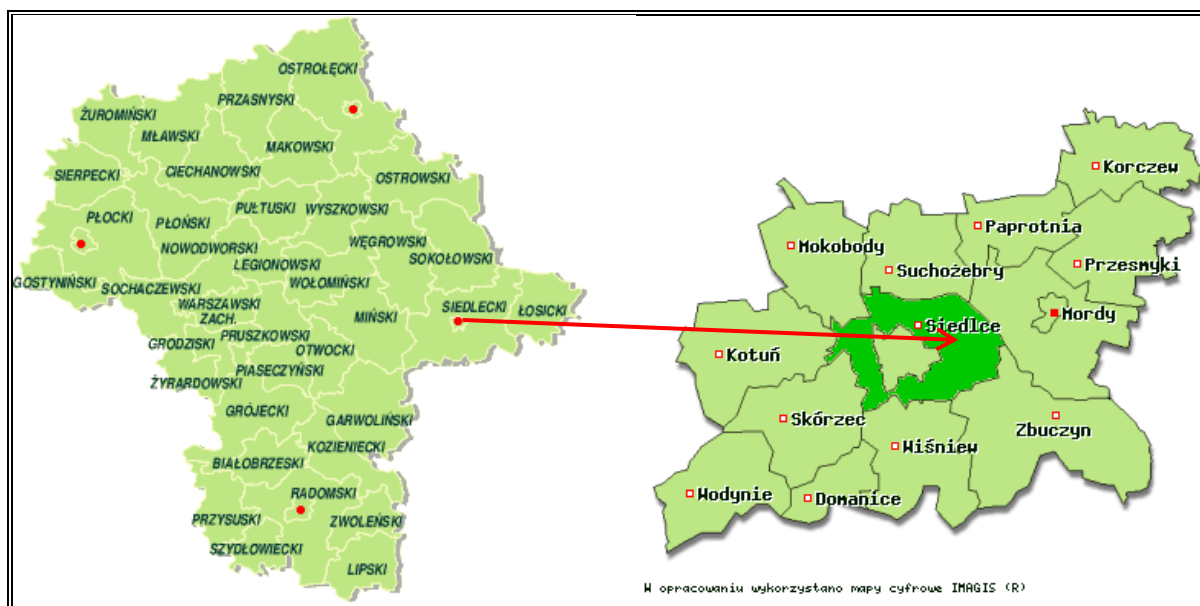 OSTROŁĘCKI
PRZASNYSKI
ŻUROMIŃSKI
MŁAWSKI
MAKOWSKI
CIECHANOWSKI
SIERPECKI
OSTROWSKI
PŁOCKI
PŁOŃSKI
PUŁTUSKI
WYSZKOWSKI
NOWODWORSKI
WĘGROWSKI
SOKOŁOWSKI
LEGIONOWSKI
GOSTYNIŃSKI
SOCHACZEWSKI
WOŁOMIŃSKI
WARSZAWSKI
ZACH.
MIŃSKI
SIEDLECKI
ŁOSICKI
PRUSZKOWSKI
GRODZISKI
OTWOCKI
PIASECZYŃSKI
ŻYRARDOWSKI
GRÓJECKI
GARWOLIŃSKI
KOZIENICKI
BIAŁOBRZESKI
RADOMSKI
PRZYSUSKI
ZWOLEŃSKI
SZYDŁOWIECKI
LIPSKI
Korczew
Paprotnia
Mokobody
Suchożebry
Przesmyki
Mordy
Siedlce
Kotuń
Skórzec
Zbuczyn
Wiśniew
Wodynie
Domanice
W opracowaniu wykorzystano mapy cyfrowe IMAGIS (R)